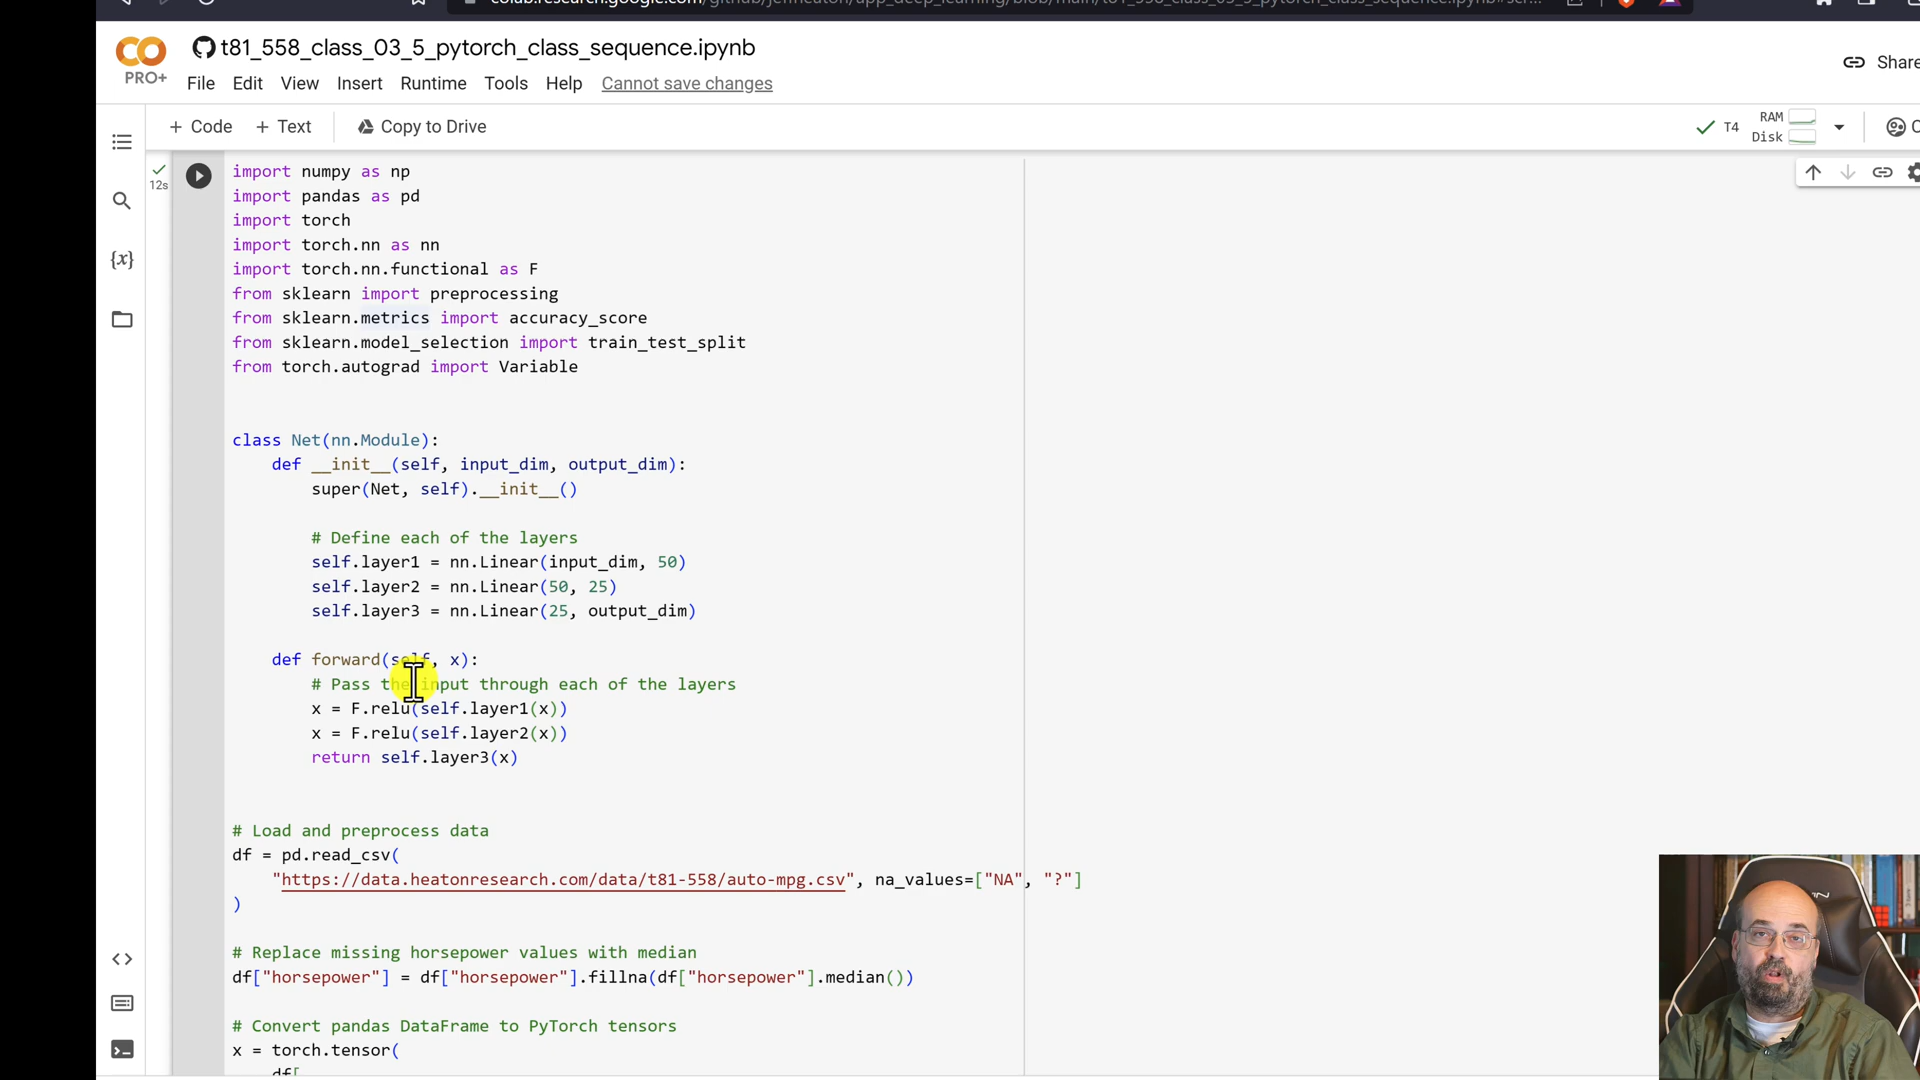 t81_558_class_03_5_pytorch_class_sequence.ipynb
PRO+
File Edit View Insert Runtime Tools Help Cannot save changes
Share
+ Code + Text Copy to Drive
T4 RAM
Disk
12s
import numpy as np
import pandas as pd
import torch
import torch.nn as nn
import torch.nn.functional as F
from sklearn import preprocessing
from sklearn.metrics import accuracy_score
from sklearn.model_selection import train_test_split
from torch.autograd import Variable
class Net(nn.Module):
def __init__(self, input_dim, output_dim):
super(Net, self).__init__()
# Define each of the layers
self.layer1 = nn.Linear(input_dim, 50)
self.layer2 = nn.Linear(50, 25)
self.layer3 = nn.Linear(25, output_dim)
def forward(self, x):
# Pass the input through each of the layers
x = F.relu(self.layer1(x))
x = F.relu(self.layer2(x))
return self.layer3(x)
# Load and preprocess data
df = pd.read_csv(
"https://data.heatonresearch.com/data/t81-558/auto-mpg.csv", na_values=["NA", "?"]
)
# Replace missing horsepower values with median
df["horsepower"] = df["horsepower"].fillna(df["horsepower"].median())
# Convert pandas DataFrame to PyTorch tensors
x = torch.tensor(
df[